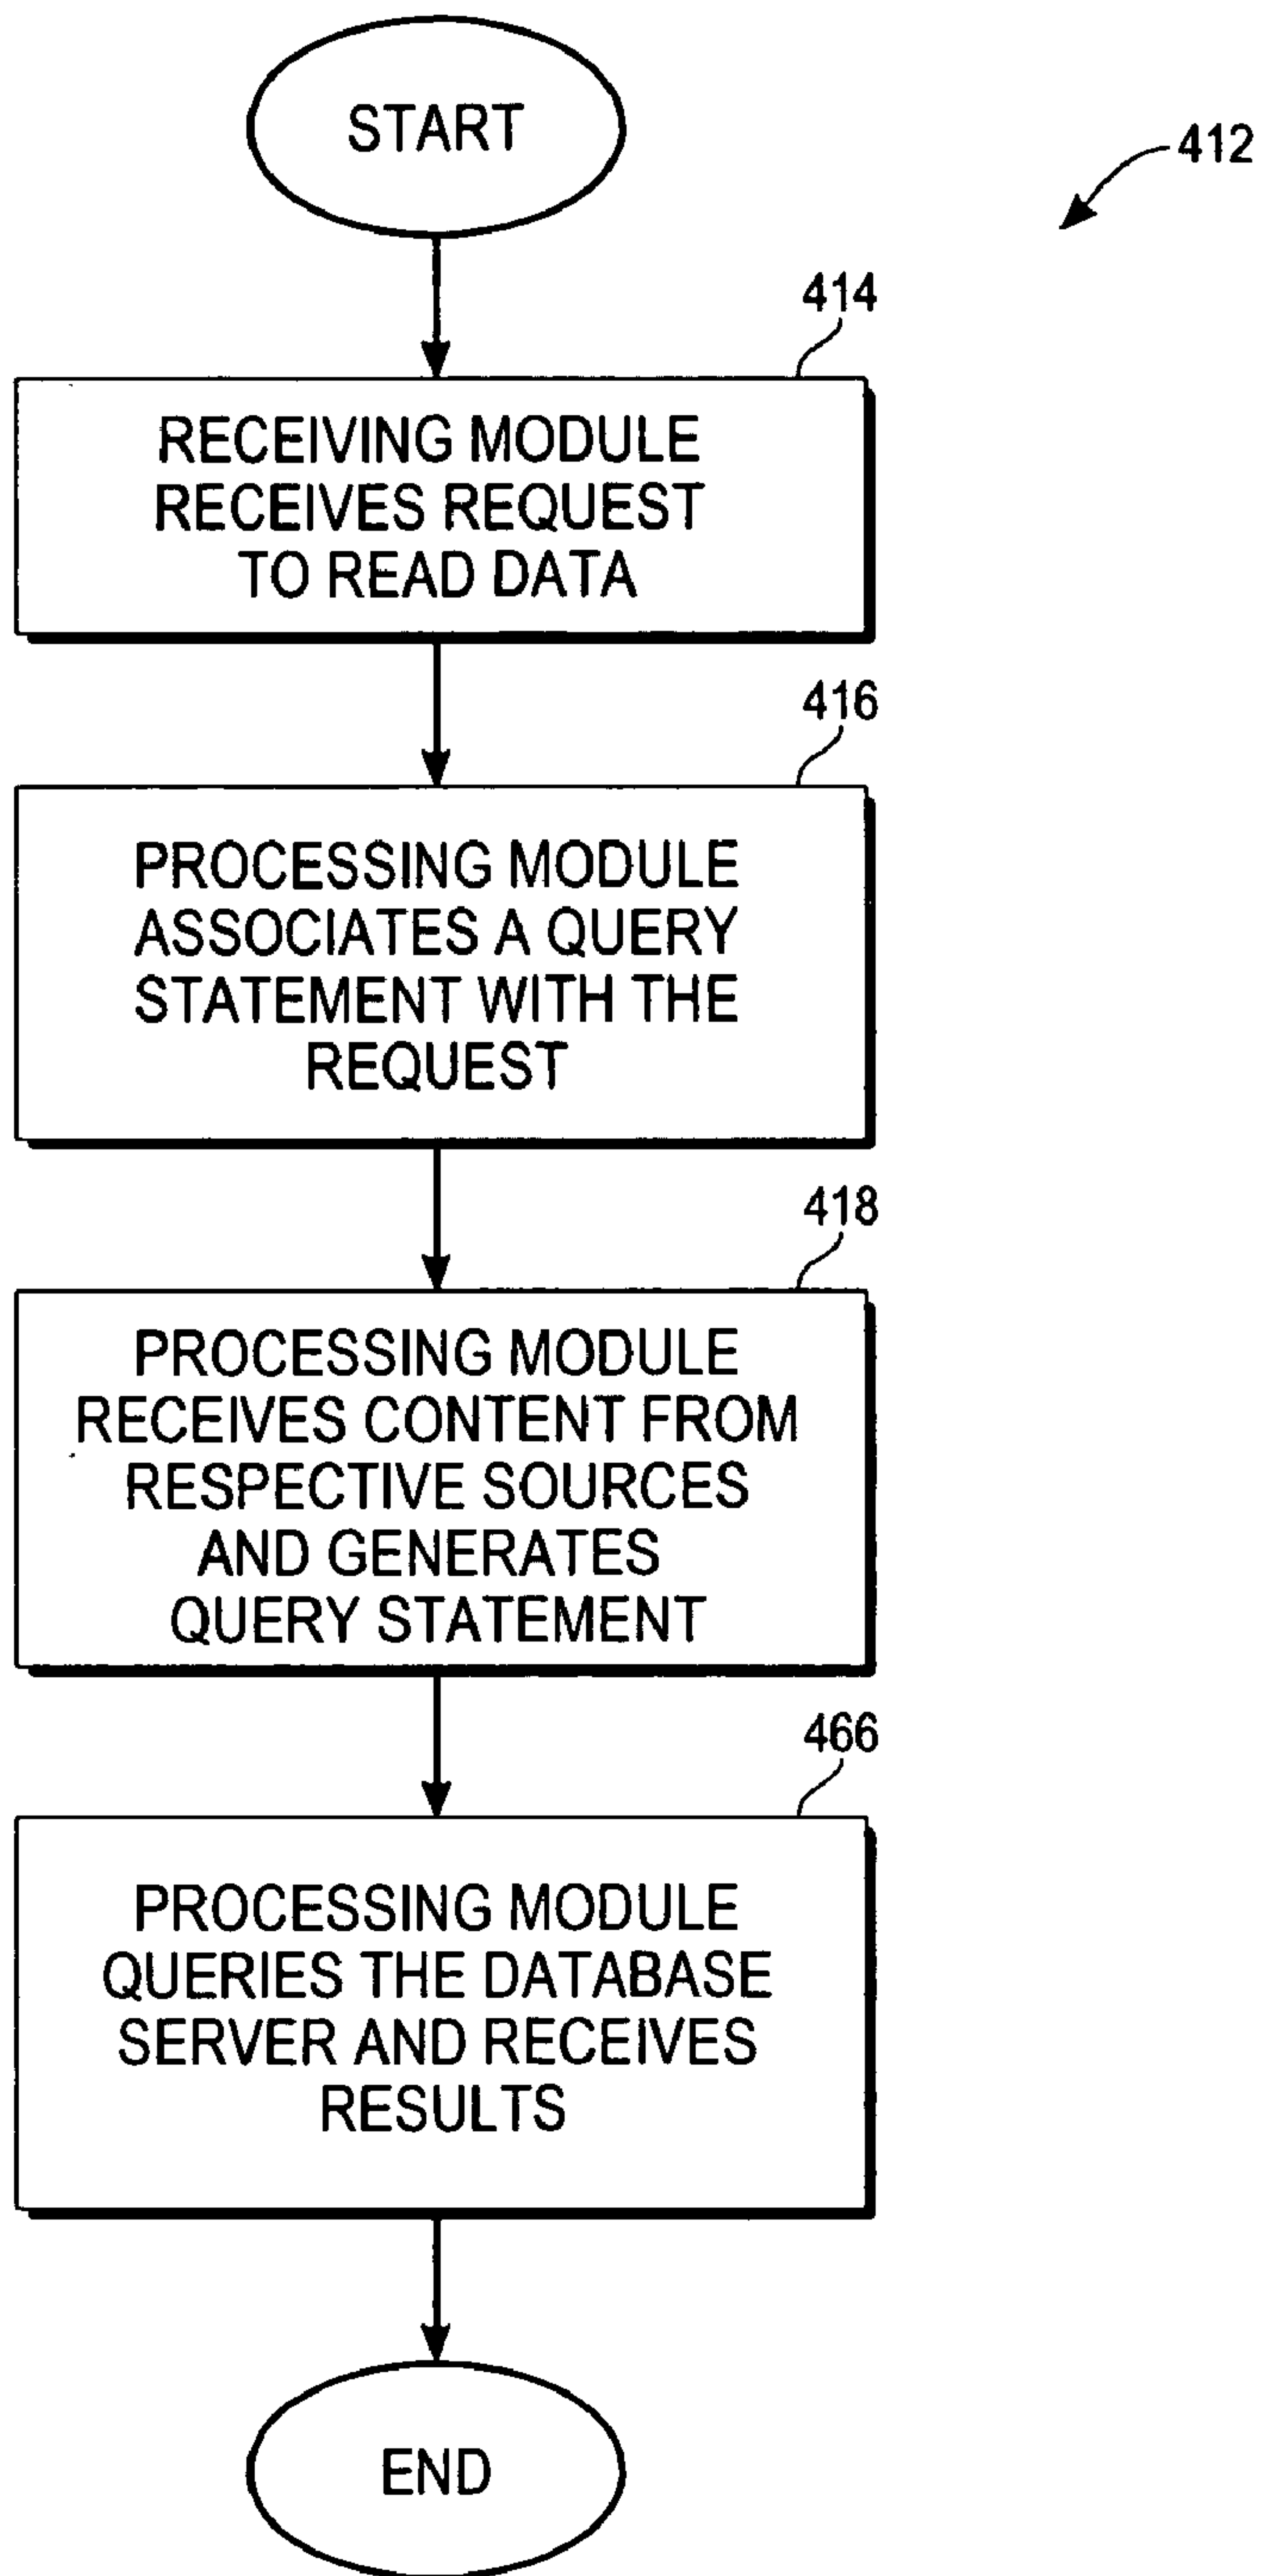 START
412
414
RECEIVING MODULE
RECEIVES REQUEST
TO READ DATA
416
PROCESSING MODULE
ASSOCIATES A QUERY
STATEMENT WITH THE
REQUEST
418
PROCESSING MODULE
RECEIVES CONTENT FROM
RESPECTIVE SOURCES
AND GENERATES
QUERY STATEMENT
466
PROCESSING MODULE
QUERIES THE DATABASE
SERVER AND RECEIVES
RESULTS
END